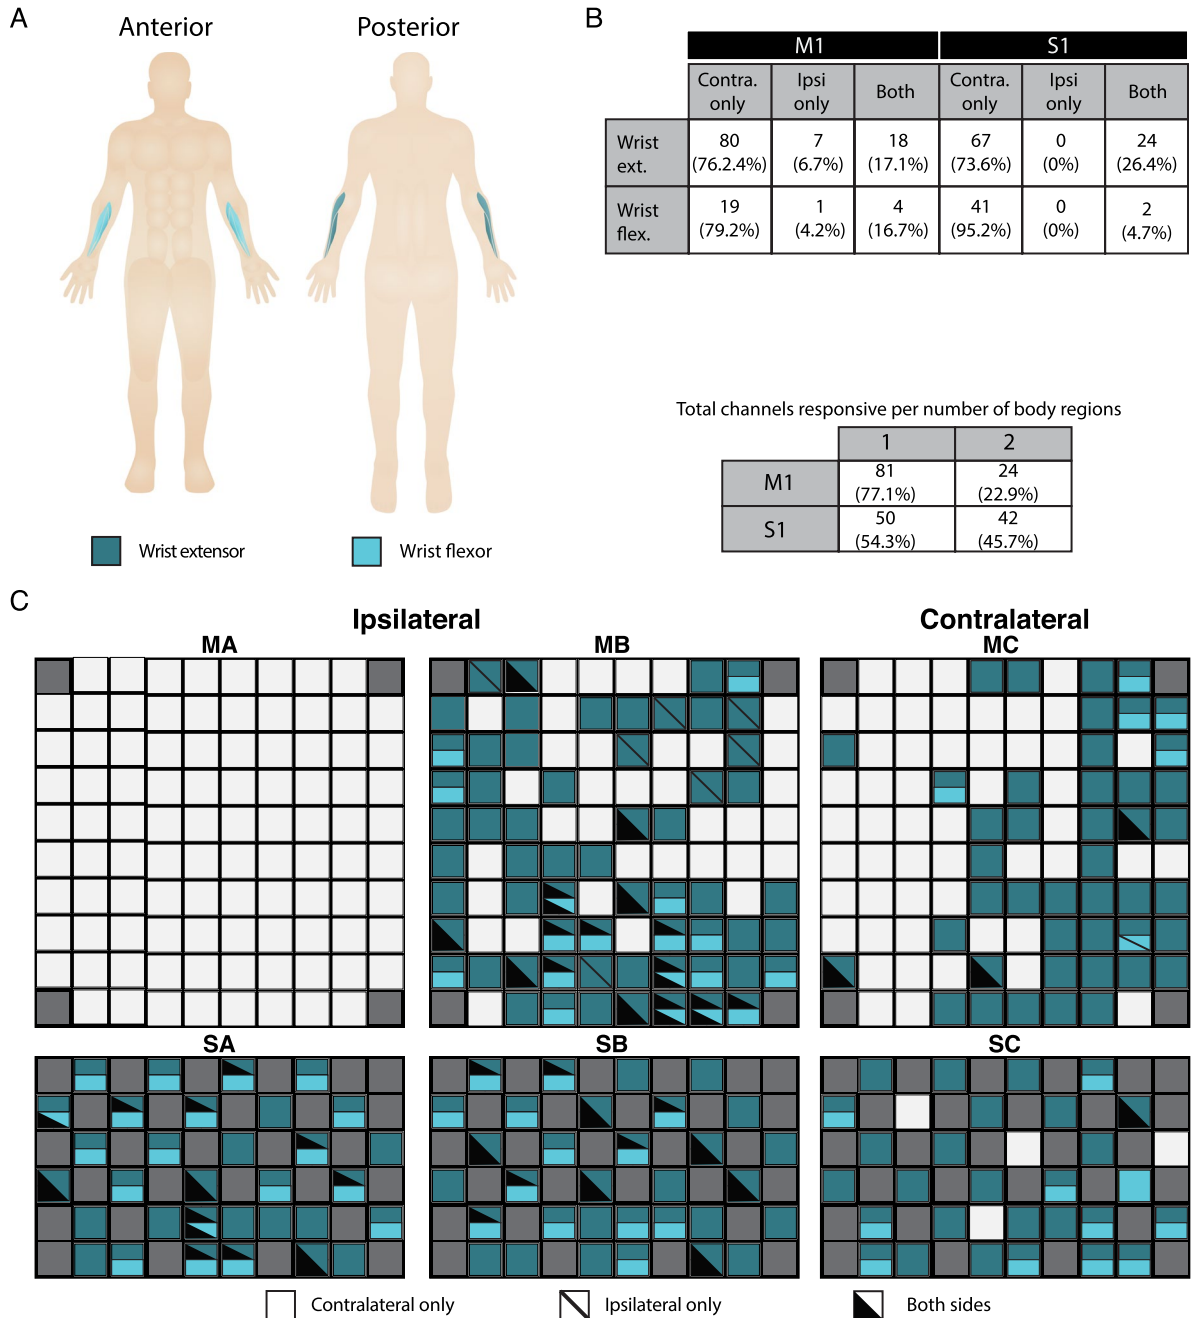 A
Anterior
Posterior
Wrist extensor
Wrist flexor
B
M1
S1
Contra. only
Ipsi only
Both
Contra. only
Ipsi only
Both
Wrist ext.
80 (76.2.4%)
7 (6.7%)
18 (17.1%)
67 (73.6%)
0 (0%)
24 (26.4%)
Wrist flex.
19 (79.2%)
1 (4.2%)
4 (16.7%)
41 (95.2%)
0 (0%)
2 (4.7%)
Total channels responsive per number of body regions
1
2
M1
81 (77.1%)
24 (22.9%)
S1
50 (54.3%)
42 (45.7%)
C
Ipsilateral
Contralateral
MA
MB
MC
SA
SB
SC
Contralateral only
Ipsilateral only
Both sides